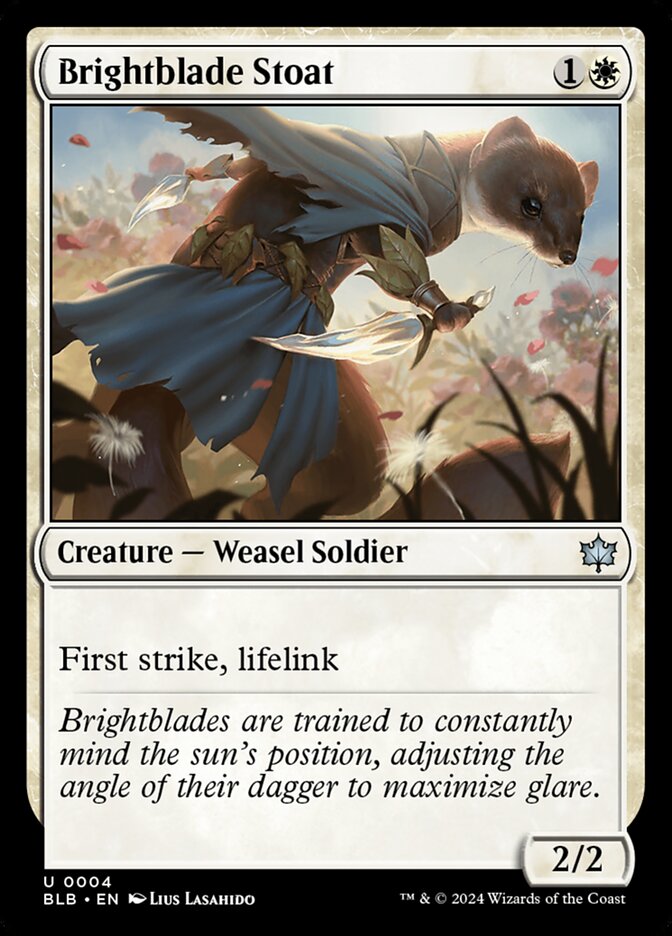 Brightblade Stoat 1
Creature — Weasel Soldier
First strike, lifelink
Brightblades are trained to constantly
mind the sun's position, adjusting the
angle of their dagger to maximize glare.
2/2
U 0004
BLB • EN Lius Lasahido
™ & © 2024 Wizards of the Coast